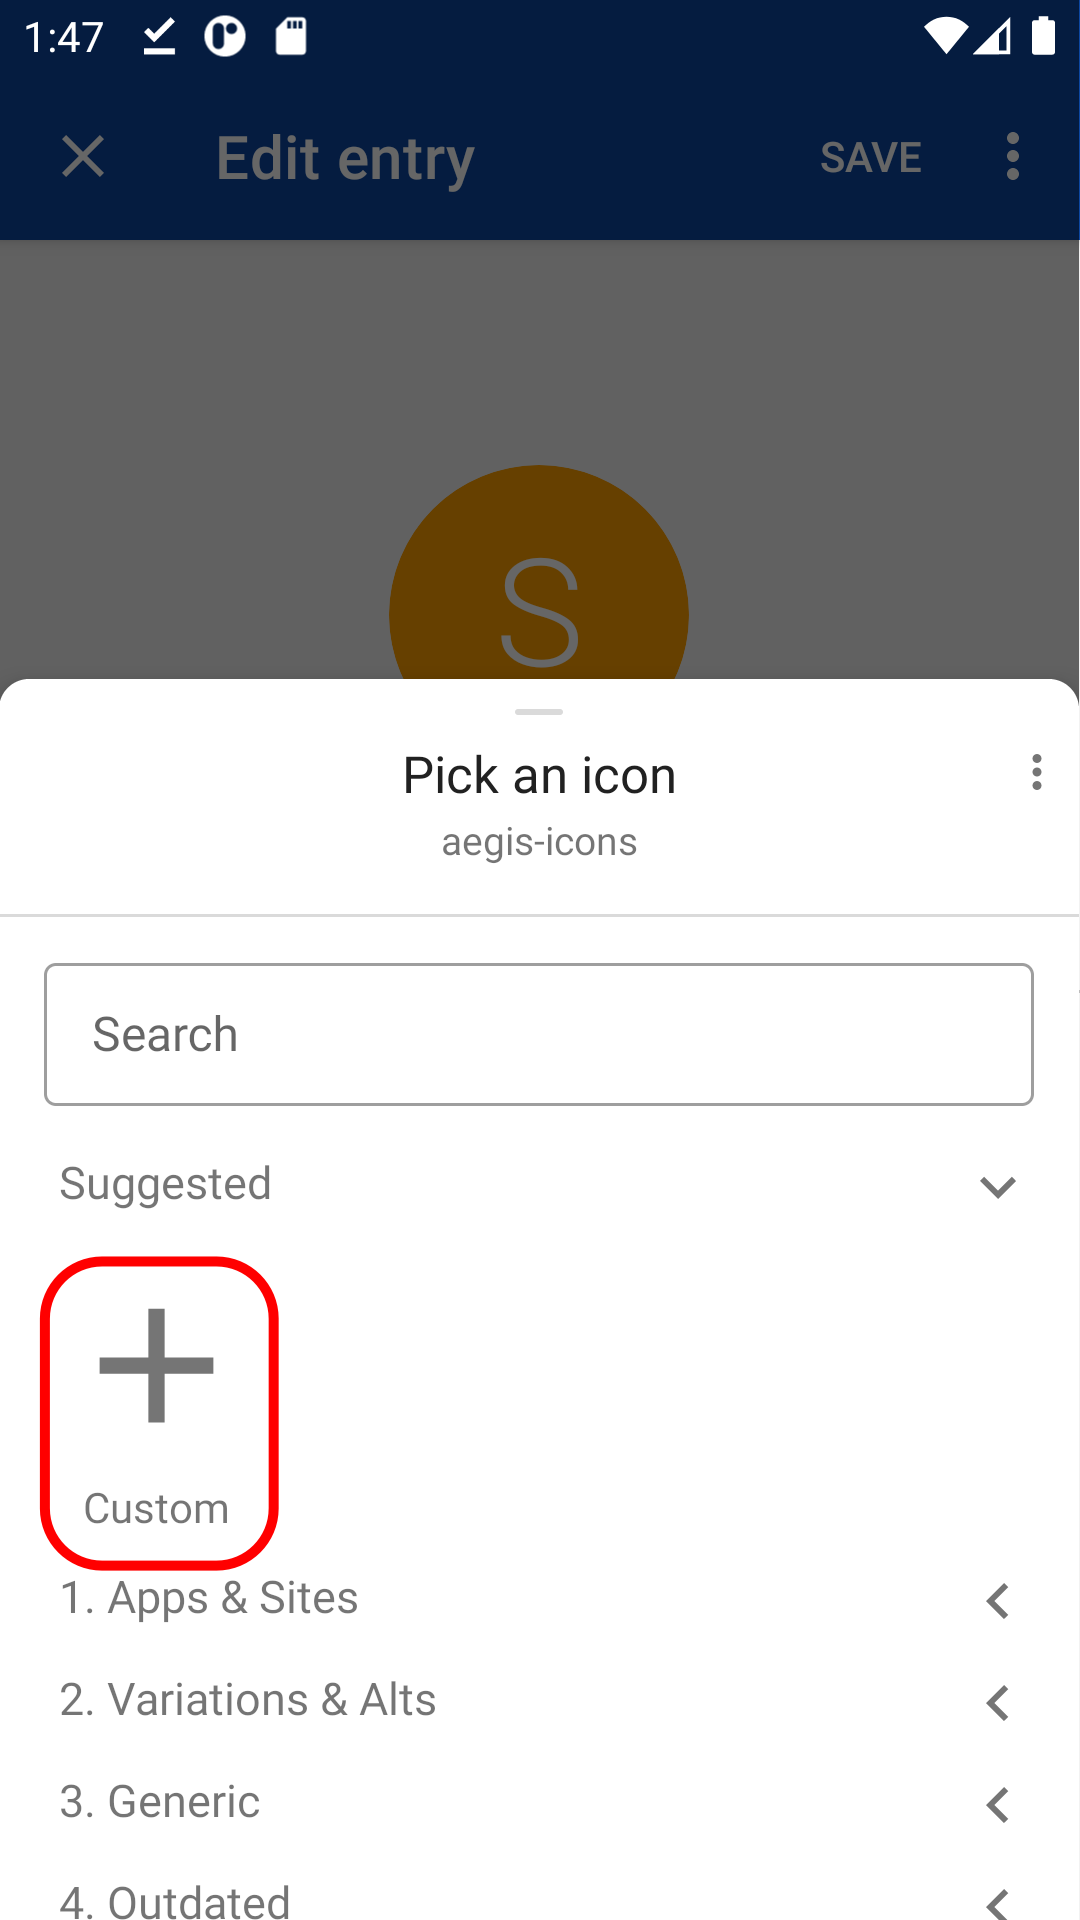 1:47
Edit entry
SAVE
S
Pick an icon
aegis-icons
Search
Suggested
Custom
1. Apps & Sites
2. Variations & Alts
3. Generic
4. Outdated